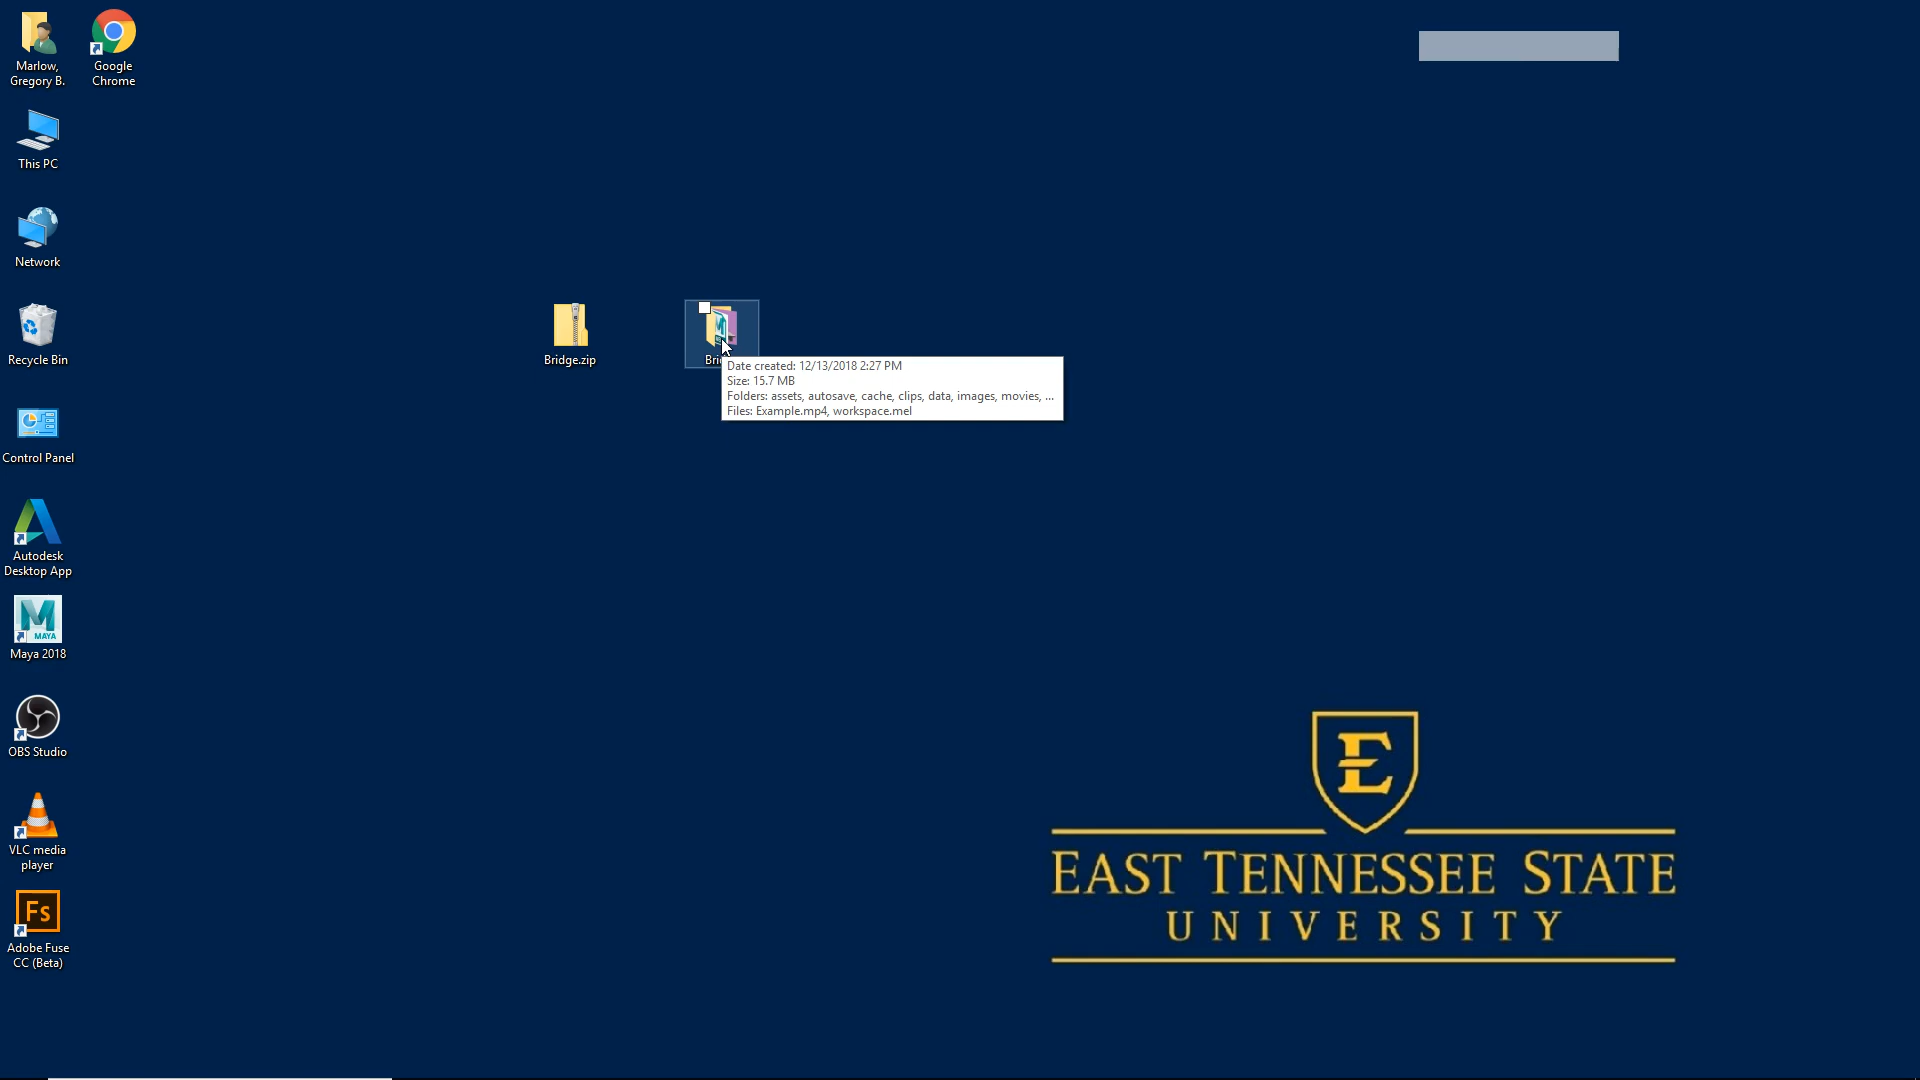 Marlow,
Gregory B.
Google
Chrome
This PC
Network
Recycle Bin
Bridge.zip
Date created: 12/13/2018 2:27 PM
Size: 15.7 MB
Folders: assets, autosave, cache, clips, data, images, movies, ...
Files: Example.mp4, workspace.mel
Control Panel
Autodesk
Desktop App
M
MAYA
Maya 2018
OBS Studio
VLC media
player
Fs
Adobe Fuse
CC (Beta)
E
EAST TENNESSEE STATE
UNIVERSITY